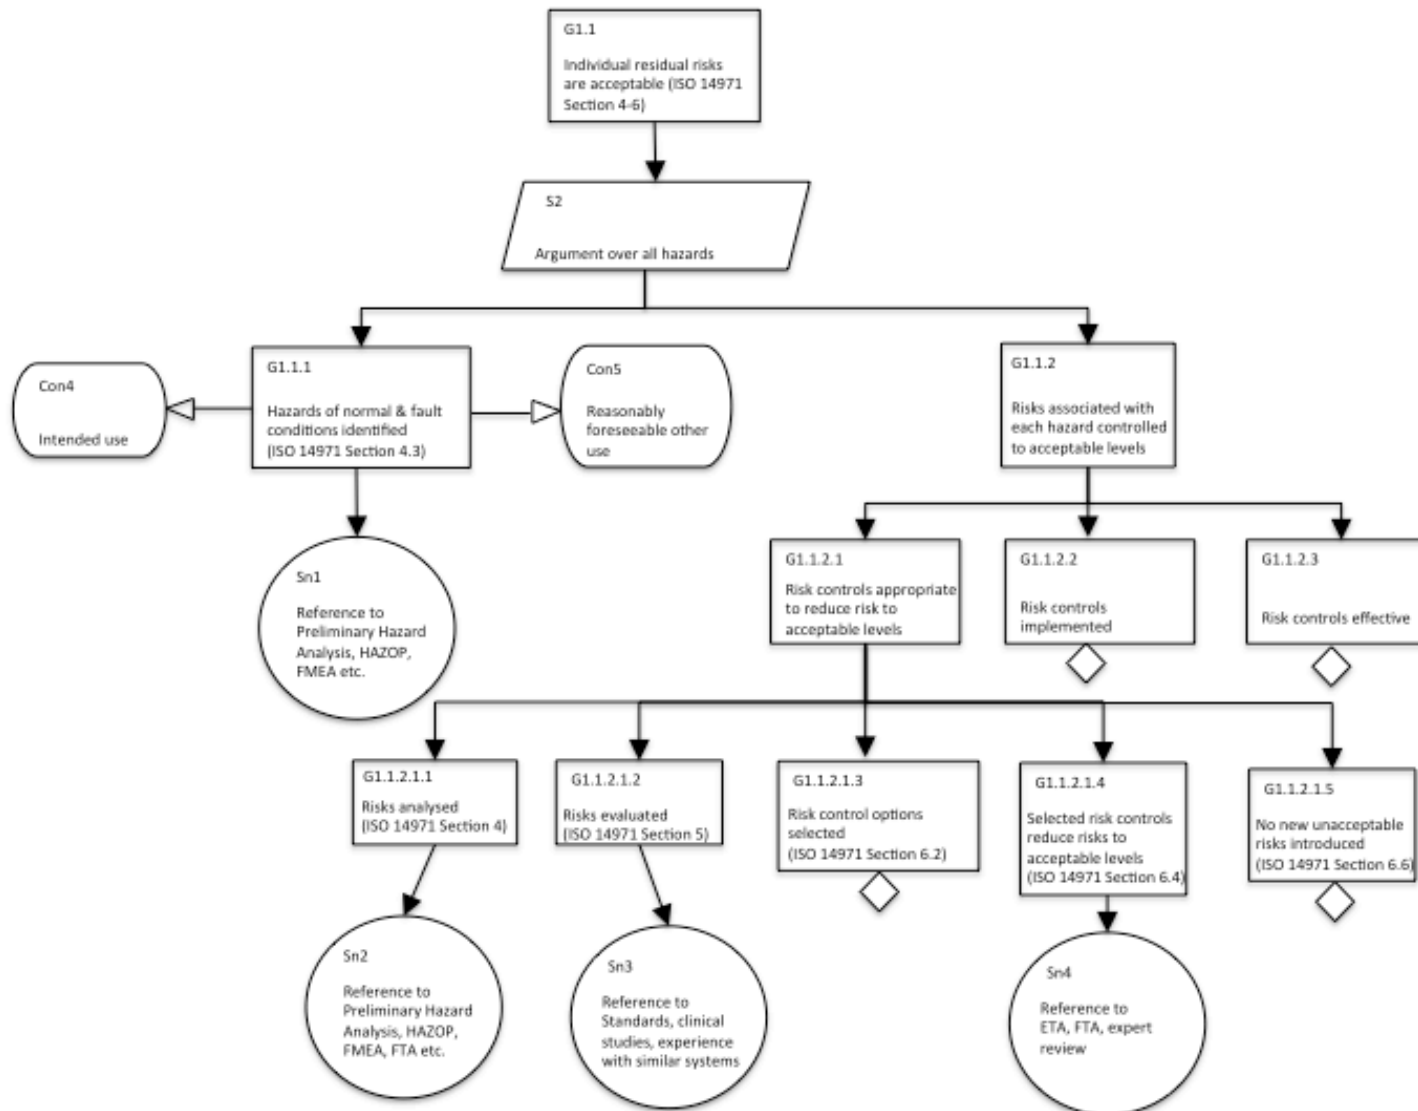 G1.1
Individual residual risks
are acceptable (ISO 14971
Section 4-6)
S2
Argument over all hazards
Con4
Intended use
G1.1.1
Hazards of normal & fault
conditions identified
(ISO 14971 Section 4.3)
Con5
Reasonably
foreseeable other
use
G1.1.2
Risks associated with
each hazard controlled
to acceptable levels
Sn1
Reference to
Preliminary Hazard
Analysis, HAZOP,
FMEA etc.
G1.1.2.1
Risk controls appropriate
to reduce risk to
acceptable levels
G1.1.2.2
Risk controls
implemented
G1.1.2.3
Risk controls effective
G1.1.2.1.1
Risks analysed
(ISO 14971 Section 4)
G1.1.2.1.2
Risks evaluated
(ISO 14971 Section 5)
G1.1.2.1.3
Risk control options
selected
(ISO 14971 Section 6.2)
G1.1.2.1.4
Selected risk controls
reduce risks to
acceptable levels
(ISO 14971 Section 6.4)
G1.1.2.1.5
No new unacceptable
risks introduced
(ISO 14971 Section 6.6)
Sn2
Reference to
Preliminary Hazard
Analysis, HAZOP,
FMEA, FTA etc.
Sn3
Reference to
Standards, clinical
studies, experience
with similar systems
Sn4
Reference to
ETA, FTA, expert
review